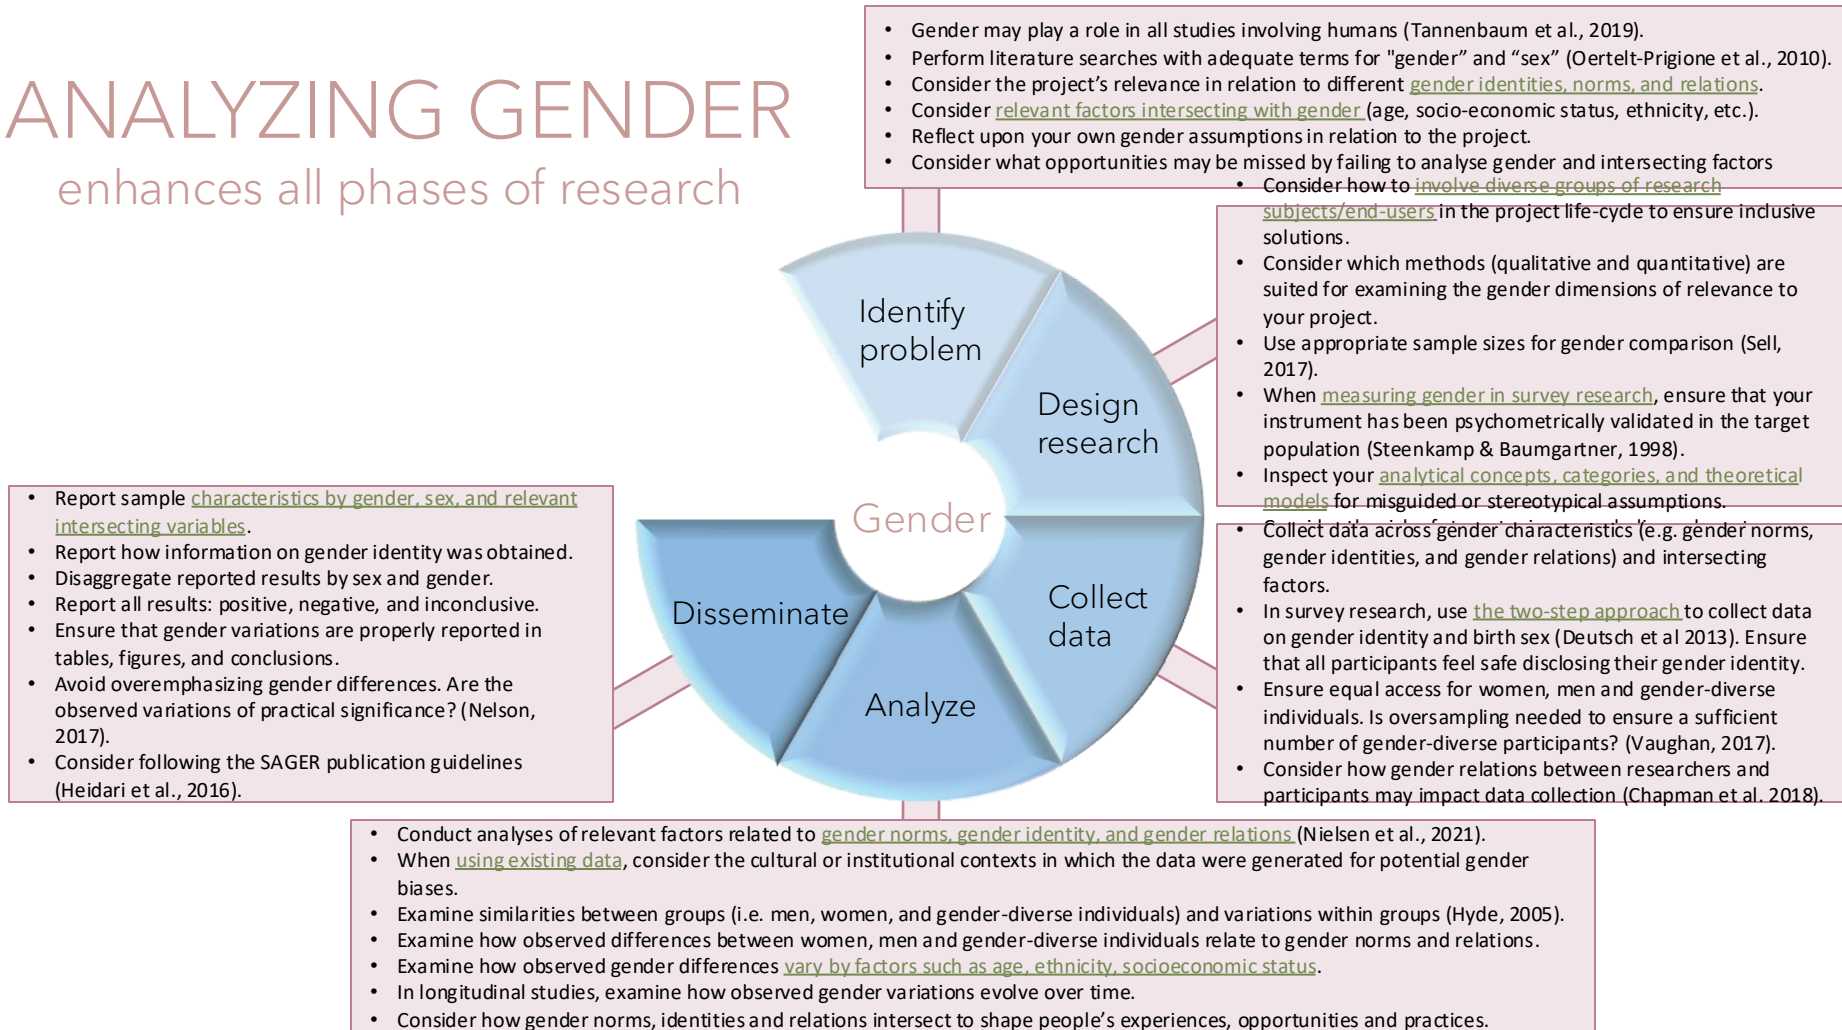 ANALYZING GENDER
enhances all phases of research
• Gender may play a role in all studies involving humans (Tannenbaum et al., 2019).
• Perform literature searches with adequate terms for "gender” and “sex” (Oertelt-Prigione et al., 2010).
• Consider the project’s relevance in relation to different gender identities, norms, and relations.
• Consider relevant factors intersecting with gender (age, socio-economic status, ethnicity, etc.).
• Reflect upon your own gender assumptions in relation to the project.
• Consider what opportunities may be missed by failing to analyse gender and intersecting factors
• Consider how to involve diverse groups of research
subjects/end-users in the project life-cycle to ensure inclusive
solutions.
• Consider which methods (qualitative and quantitative) are
suited for examining the gender dimensions of relevance to
your project.
• Use appropriate sample sizes for gender comparison (Sell,
2017).
• When measuring gender in survey research, ensure that your
instrument has been psychometrically validated in the target
population (Steenkamp & Baumgartner, 1998).
• Inspect your analytical concepts, categories, and theoretical
models for misguided or stereotypical assumptions.
• Collect data across gender characteristics (e.g. gender norms,
gender identities, and gender relations) and intersecting
factors.
• In survey research, use the two-step approach to collect data
on gender identity and birth sex (Deutsch et al 2013). Ensure
that all participants feel safe disclosing their gender identity.
• Ensure equal access for women, men and gender-diverse
individuals. Is oversampling needed to ensure a sufficient
number of gender-diverse participants? (Vaughan, 2017).
• Consider how gender relations between researchers and
participants may impact data collection (Chapman et al. 2018).
Identify
problem
Design
research
Gender
Collect
data
Analyze
Disseminate
• Report sample characteristics by gender, sex, and relevant
intersecting variables.
• Report how information on gender identity was obtained.
• Disaggregate reported results by sex and gender.
• Report all results: positive, negative, and inconclusive.
• Ensure that gender variations are properly reported in
tables, figures, and conclusions.
• Avoid overemphasizing gender differences. Are the
observed variations of practical significance? (Nelson,
2017).
• Consider following the SAGER publication guidelines
(Heidari et al., 2016).
• Conduct analyses of relevant factors related to gender norms, gender identity, and gender relations (Nielsen et al., 2021).
• When using existing data, consider the cultural or institutional contexts in which the data were generated for potential gender
biases.
• Examine similarities between groups (i.e. men, women, and gender-diverse individuals) and variations within groups (Hyde, 2005).
• Examine how observed differences between women, men and gender-diverse individuals relate to gender norms and relations.
• Examine how observed gender differences vary by factors such as age, ethnicity, socioeconomic status.
• In longitudinal studies, examine how observed gender variations evolve over time.
• Consider how gender norms, identities and relations intersect to shape people’s experiences, opportunities and practices.